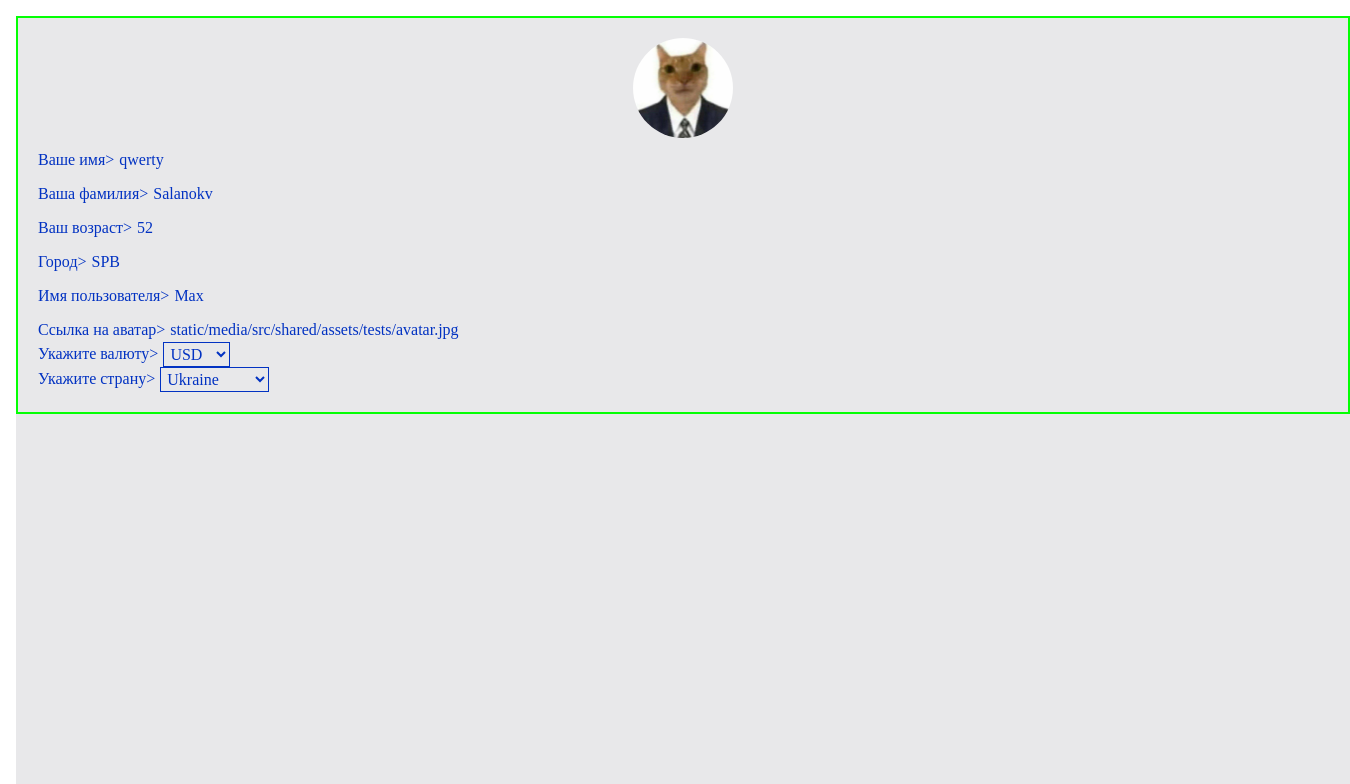 Ваше имя> qwerty
Ваша фамилия> Salanokv
Ваш возраст> 52
Город> SPB
Имя пользователя> Max
Ссылка на аватар> static/media/src/shared/assets/tests/avatar.jpg
Укажите валюту> USD
Укажите страну> Ukraine